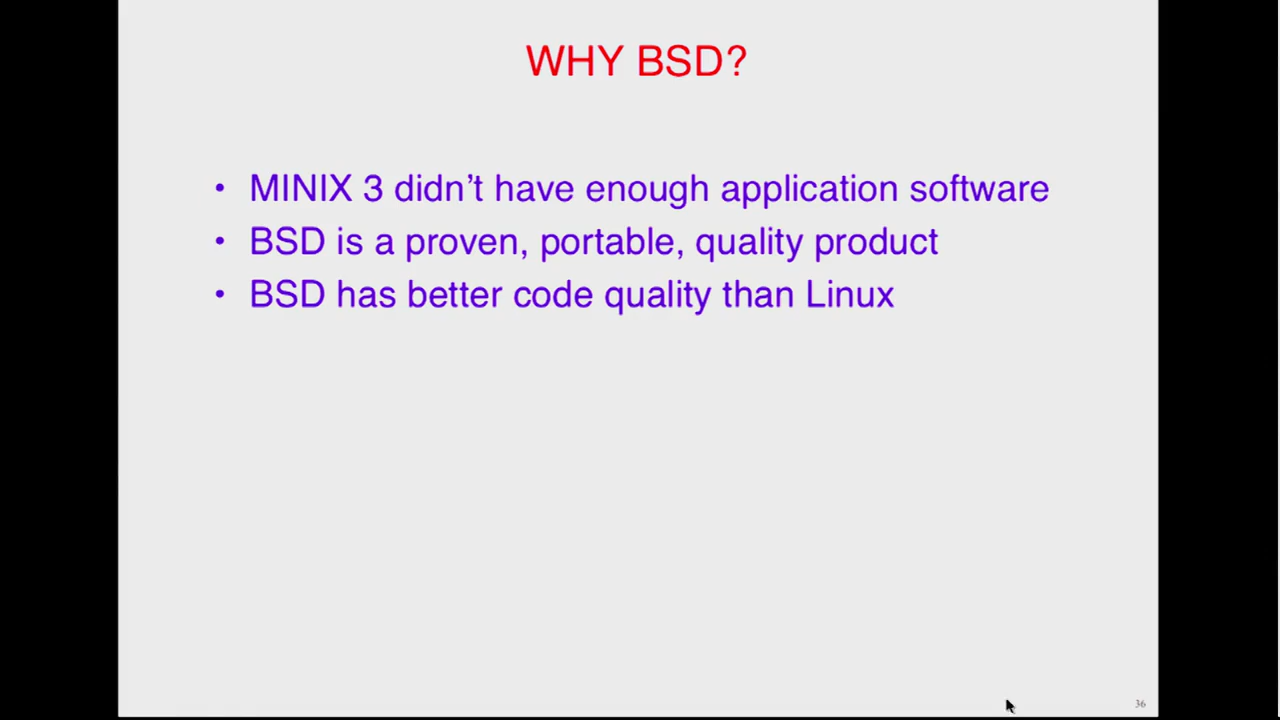 WHY BSD?
• MINIX 3 didn’t have enough application software
• BSD is a proven, portable, quality product
• BSD has better code quality than Linux
36